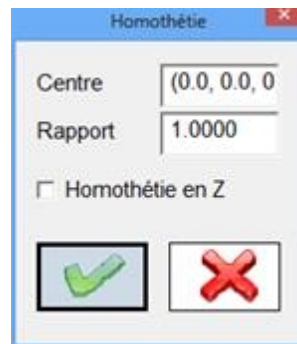 Homothétie
Centre (0.0, 0.0, 0
Rapport 1.0000
Homothétie en Z